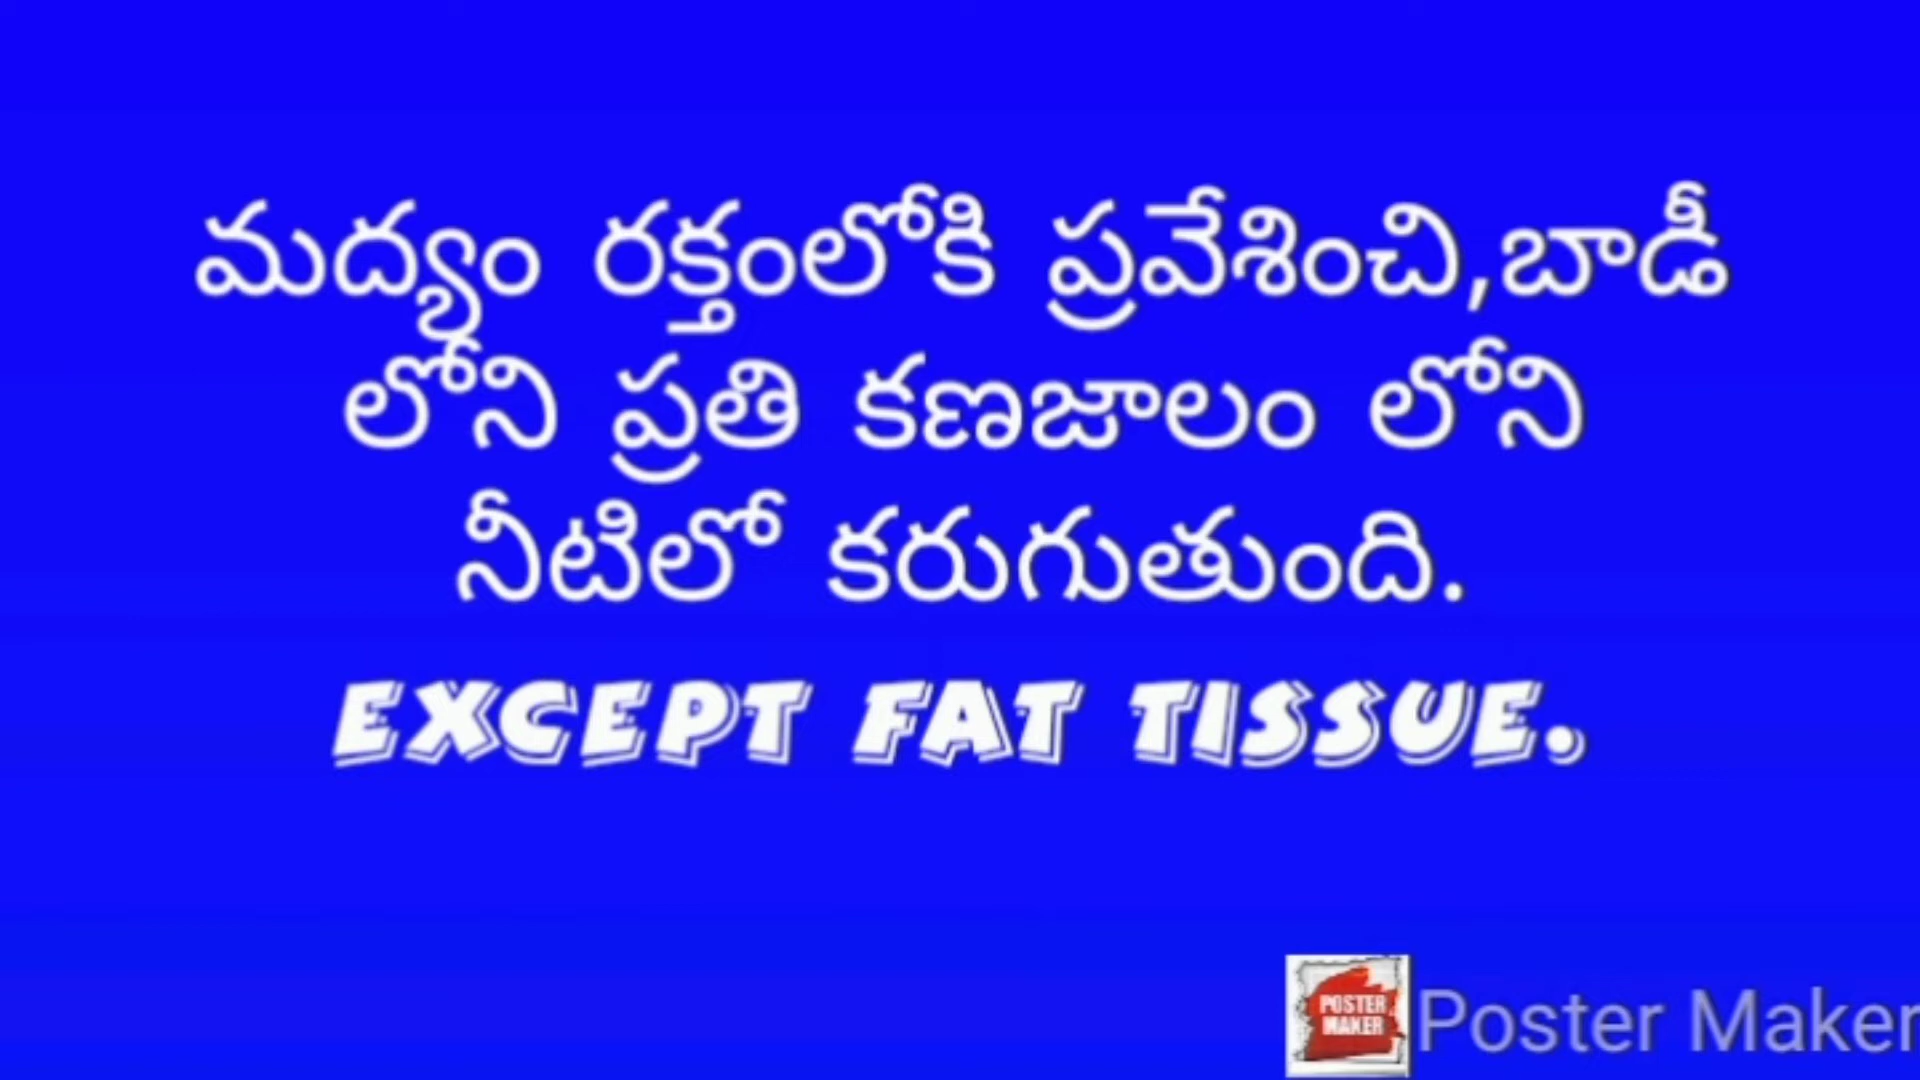 మద్యం రక్తంలోకి ప్రవేశించి,బాడీ
లోని ప్రతి కణజాలం లోని
నీటిలో కరుగుతుంది.
EXCEPT FAT TISSUE.
POSTER
MAKER
Poster Maker